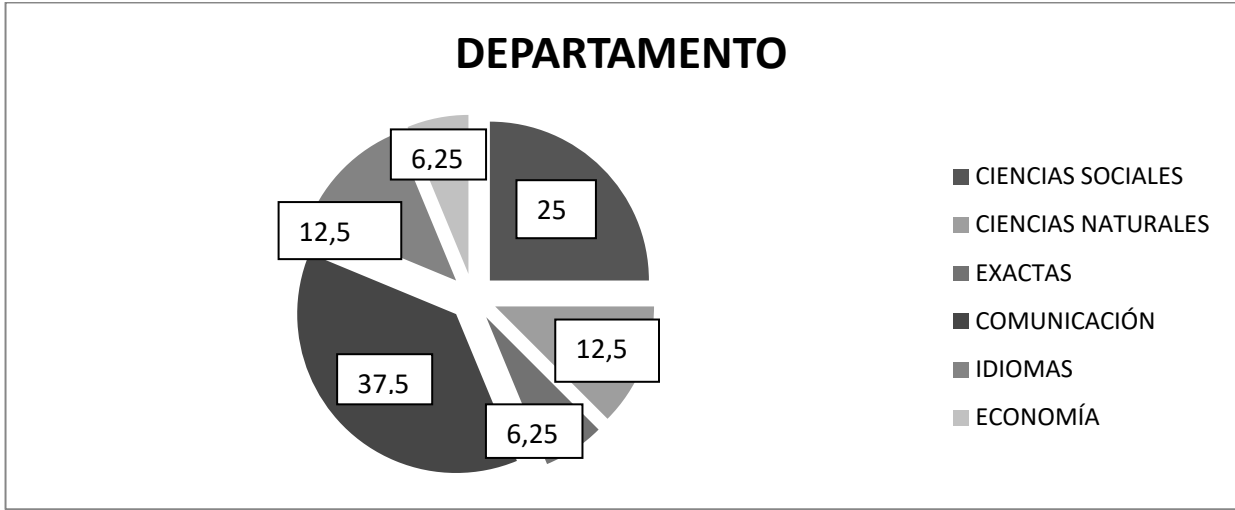 DEPARTAMENTO
6,25
25
12,5
12,5
37,5
6,25
CIENCIAS SOCIALES
CIENCIAS NATURALES
EXACTAS
COMUNICACIÓN
IDIOMAS
ECONOMÍA